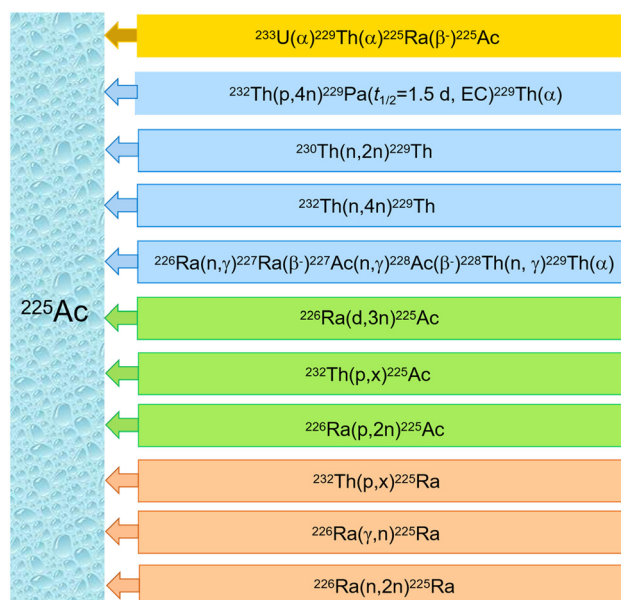 ²³³U(α)²²⁹Th(α)²²⁵Ra(β⁻)²²⁵Ac
²³²Th(p,4n)²²⁹Pa(t₁/₂=1.5 d, EC)²²⁹Th(α)
²³⁰Th(n,2n)²²⁹Th
²³²Th(n,4n)²²⁹Th
²²⁶Ra(n,γ)²²⁷Ra(β⁻)²²⁷Ac(n,γ)²²⁸Ac(β⁻)²²⁸Th(n, γ)²²⁹Th(α)
²²⁵Ac
²²⁶Ra(d,3n)²²⁵Ac
²³²Th(p,x)²²⁵Ac
²²⁶Ra(p,2n)²²⁵Ac
²³²Th(p,x)²²⁵Ra
²²⁶Ra(γ,n)²²⁵Ra
²²⁶Ra(n,2n)²²⁵Ra